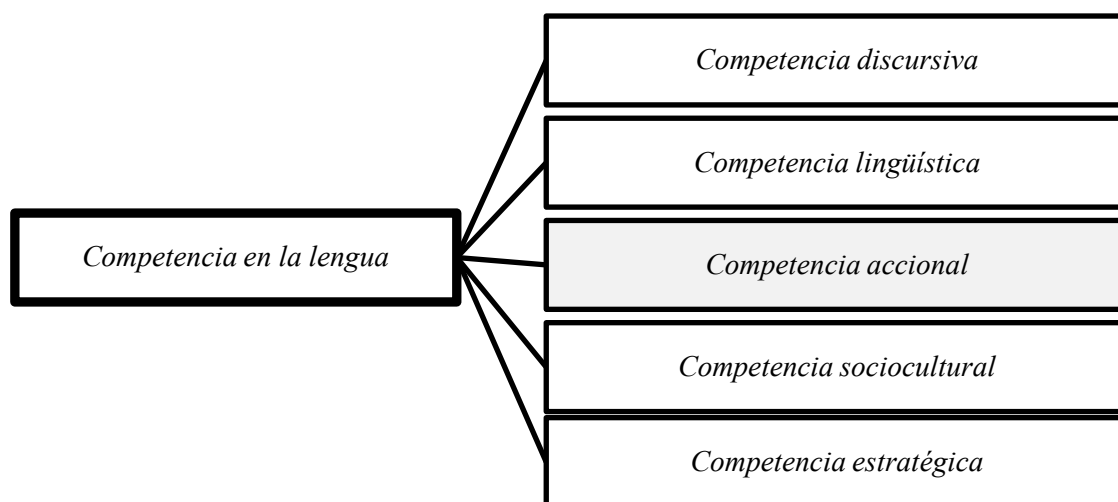 Competencia en la lengua
Competencia discursiva
Competencia lingüística
Competencia accional
Competencia sociocultural
Competencia estratégica